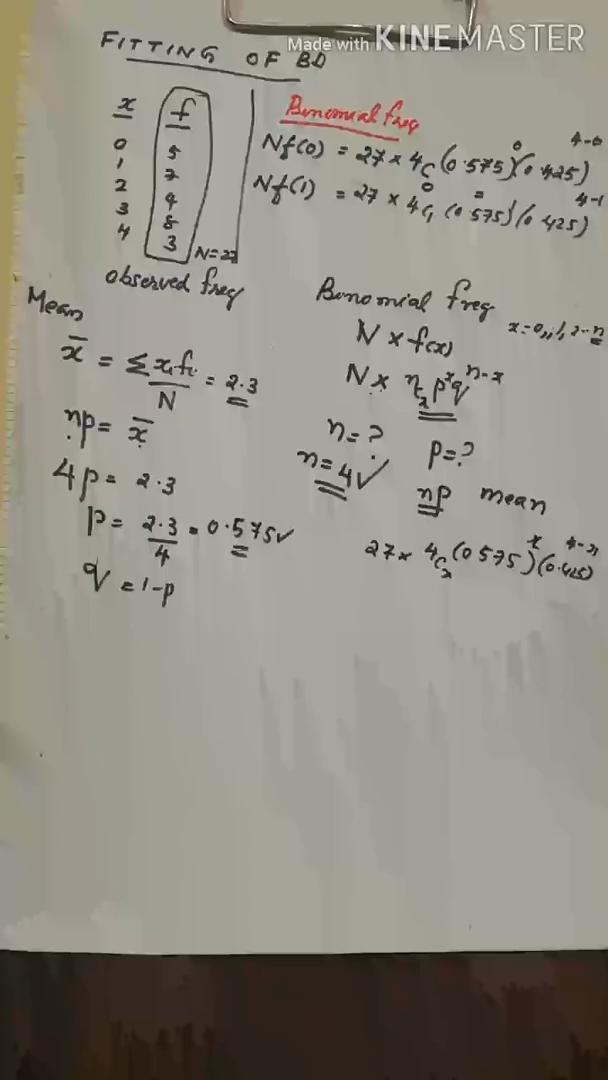 Made with KINEMASTER
FITTING OF BD
x f
0 5
1 7
2 4
3 8
4 3
N=27
observed freq
Binomial freq
Nf(0) = 27 × 4c0 (0.575)^0 (0.425)^4-0
Nf(1) = 27 × 4c1 (0.575)^1 (0.425)^4-1
Mean
x̄ = Σ xifi / N = 2.3
np = x̄
4p = 2.3
p = 2.3/4 = 0.575 ✓
q = 1-p
Binomial freq
N × f(x) x=0,1,2-n
N × ncx p^x q^n-x
n=? p=?
n=4 ✓ np mean
27 × 4cx (0.575)^x (0.425)^4-x